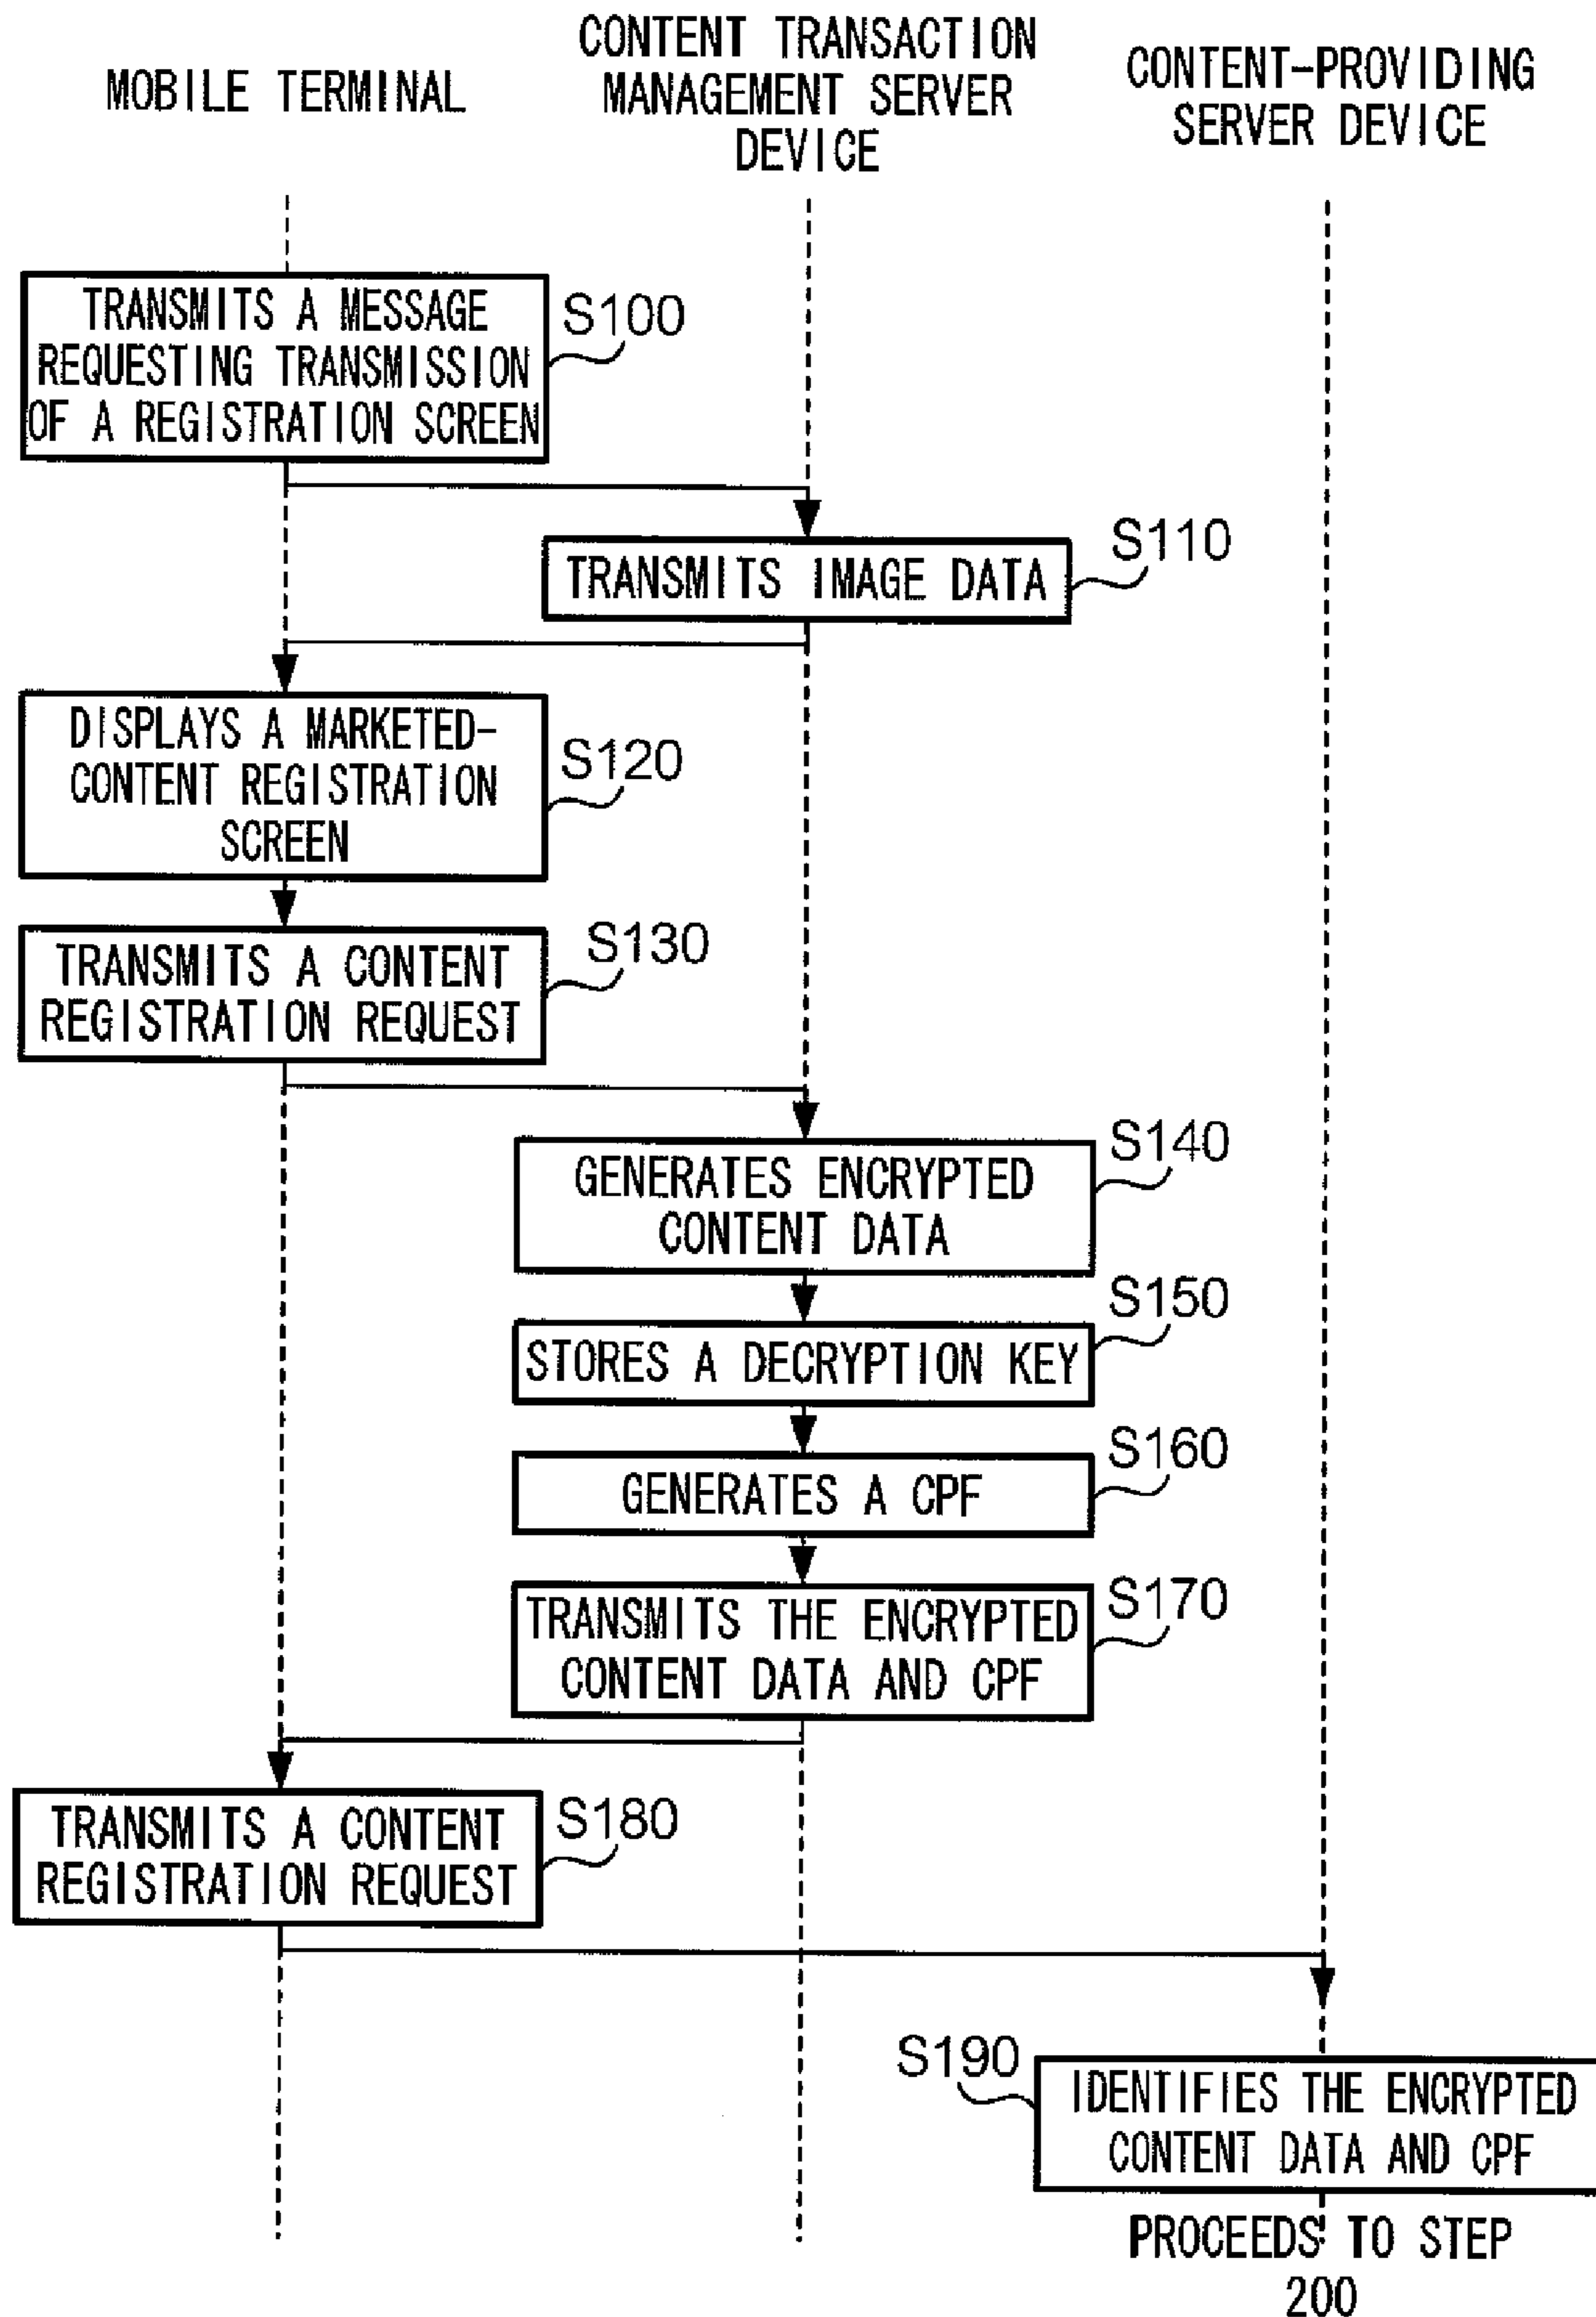 MOBILE TERMINAL
CONTENT TRANSACTION
MANAGEMENT SERVER
DEVICE
CONTENT-PROVIDING
SERVER DEVICE
TRANSMITS A MESSAGE
REQUESTING TRANSMISSION
OF A REGISTRATION SCREEN
S100
TRANSMITS IMAGE DATA
S110
DISPLAYS A MARKETED-
CONTENT REGISTRATION
SCREEN
S120
TRANSMITS A CONTENT
REGISTRATION REQUEST
S130
GENERATES ENCRYPTED
CONTENT DATA
S140
STORES A DECRYPTION KEY
S150
GENERATES A CPF
S160
TRANSMITS THE ENCRYPTED
CONTENT DATA AND CPF
S170
TRANSMITS A CONTENT
REGISTRATION REQUEST
S180
S190
IDENTIFIES THE ENCRYPTED
CONTENT DATA AND CPF
PROCEEDS TO STEP
200